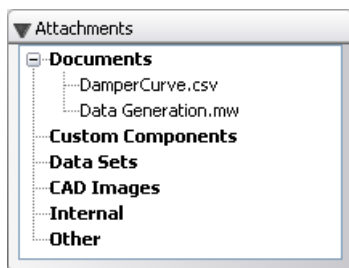 Attachments
Documents
DamperCurve.csv
Data Generation.mw
Custom Components
Data Sets
CAD Images
Internal
Other